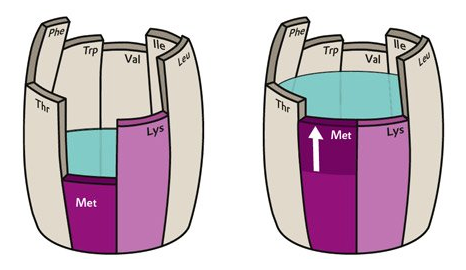 Phe
Trp
Val
Ile
Leu
Thr
Lys
Met
Phe
Trp
Val
Ile
Leu
Thr
Met
Lys